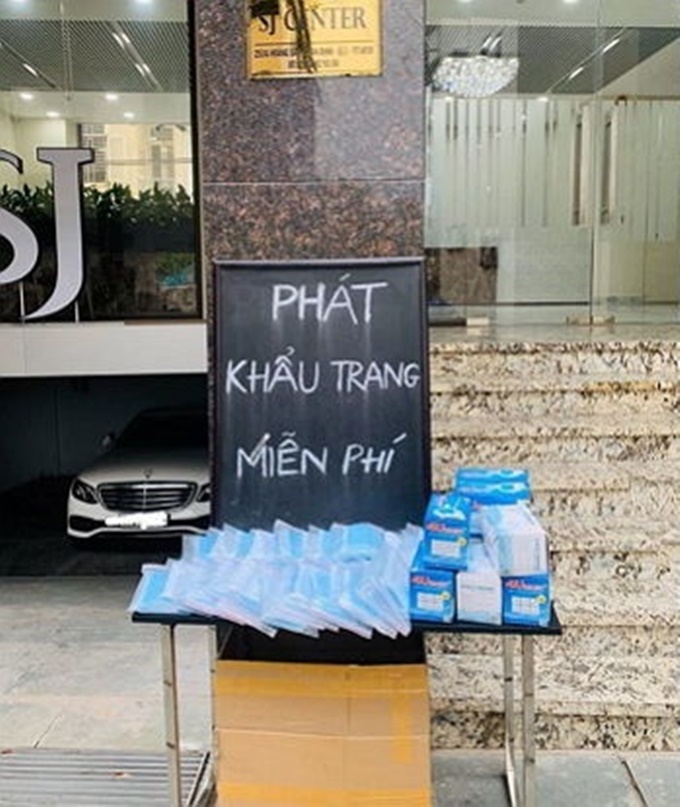 SJ CENTER
SJ
PHÁT
KHẨU TRANG
MIỄN PHÍ